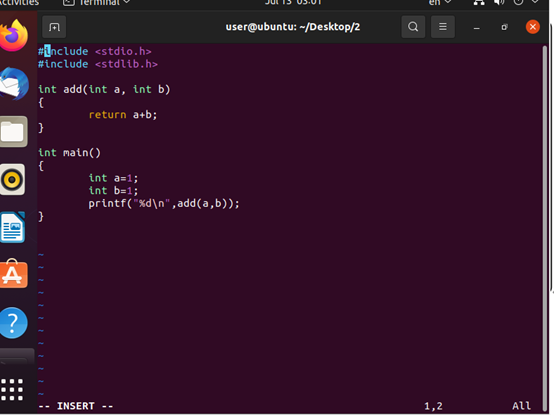 Activities Terminal Jul 13 03:01 en
user@ubuntu: ~/Desktop/2
#include <stdio.h>
#include <stdlib.h>
int add(int a, int b)
{
return a+b;
}
int main()
{
int a=1;
int b=1;
printf("%d\n",add(a,b));
}
~
~
~
~
~
~
~
~
~
~
~
~
-- INSERT -- 1,2 All